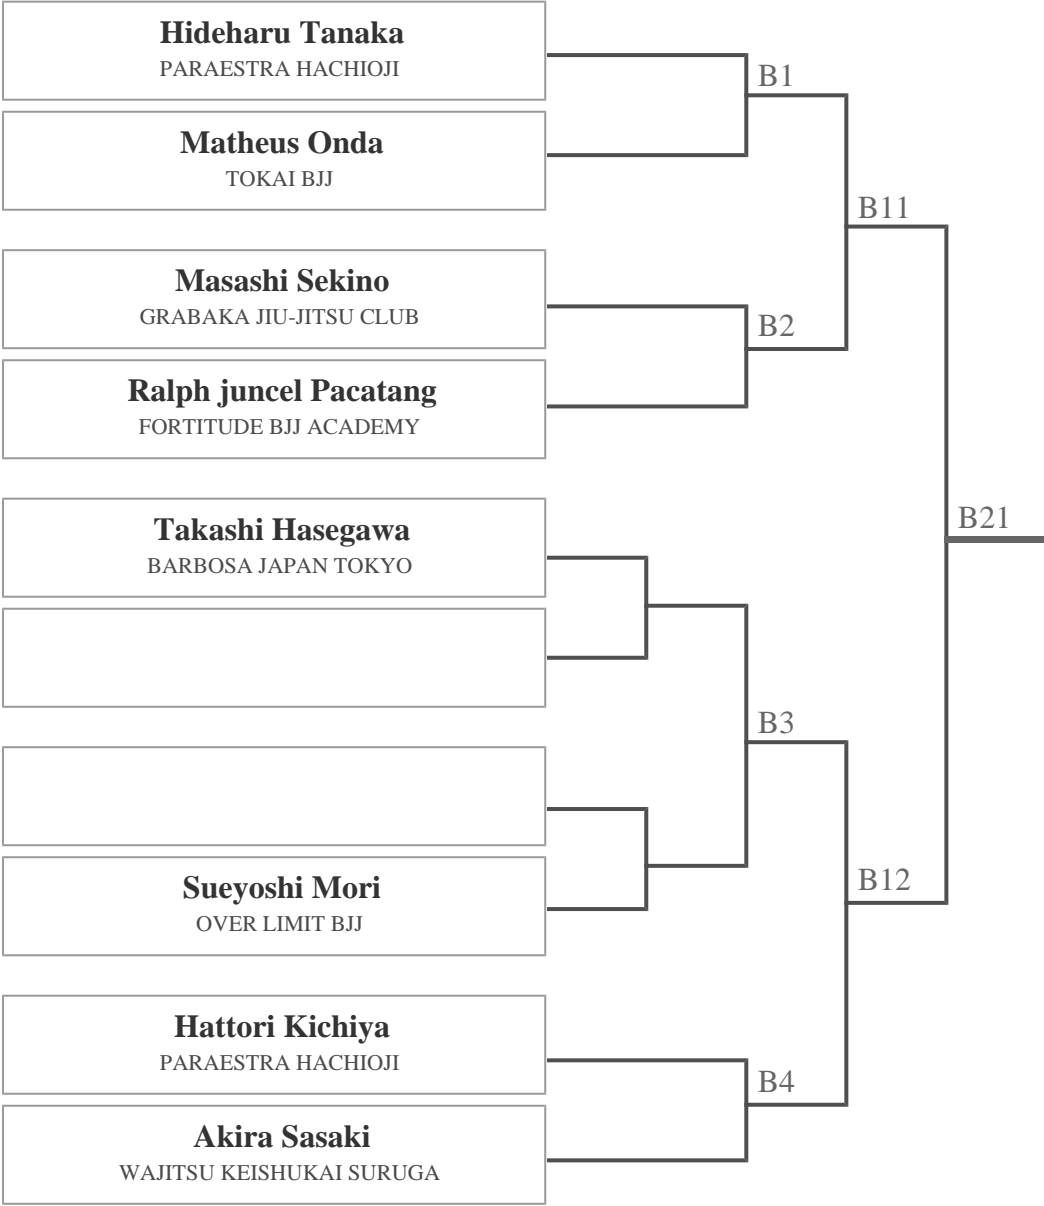 Hideharu Tanaka
PARAESTRA HACHIOJI
B1
Matheus Onda
TOKAI BJJ
B11
Masashi Sekino
GRABAKA JIU-JITSU CLUB
B2
Ralph juncel Pacatang
FORTITUDE BJJ ACADEMY
B21
Takashi Hasegawa
BARBOSA JAPAN TOKYO
B3
Sueyoshi Mori
OVER LIMIT BJJ
B12
Hattori Kichiya
PARAESTRA HACHIOJI
B4
Akira Sasaki
WAJITSU KEISHUKAI SURUGA